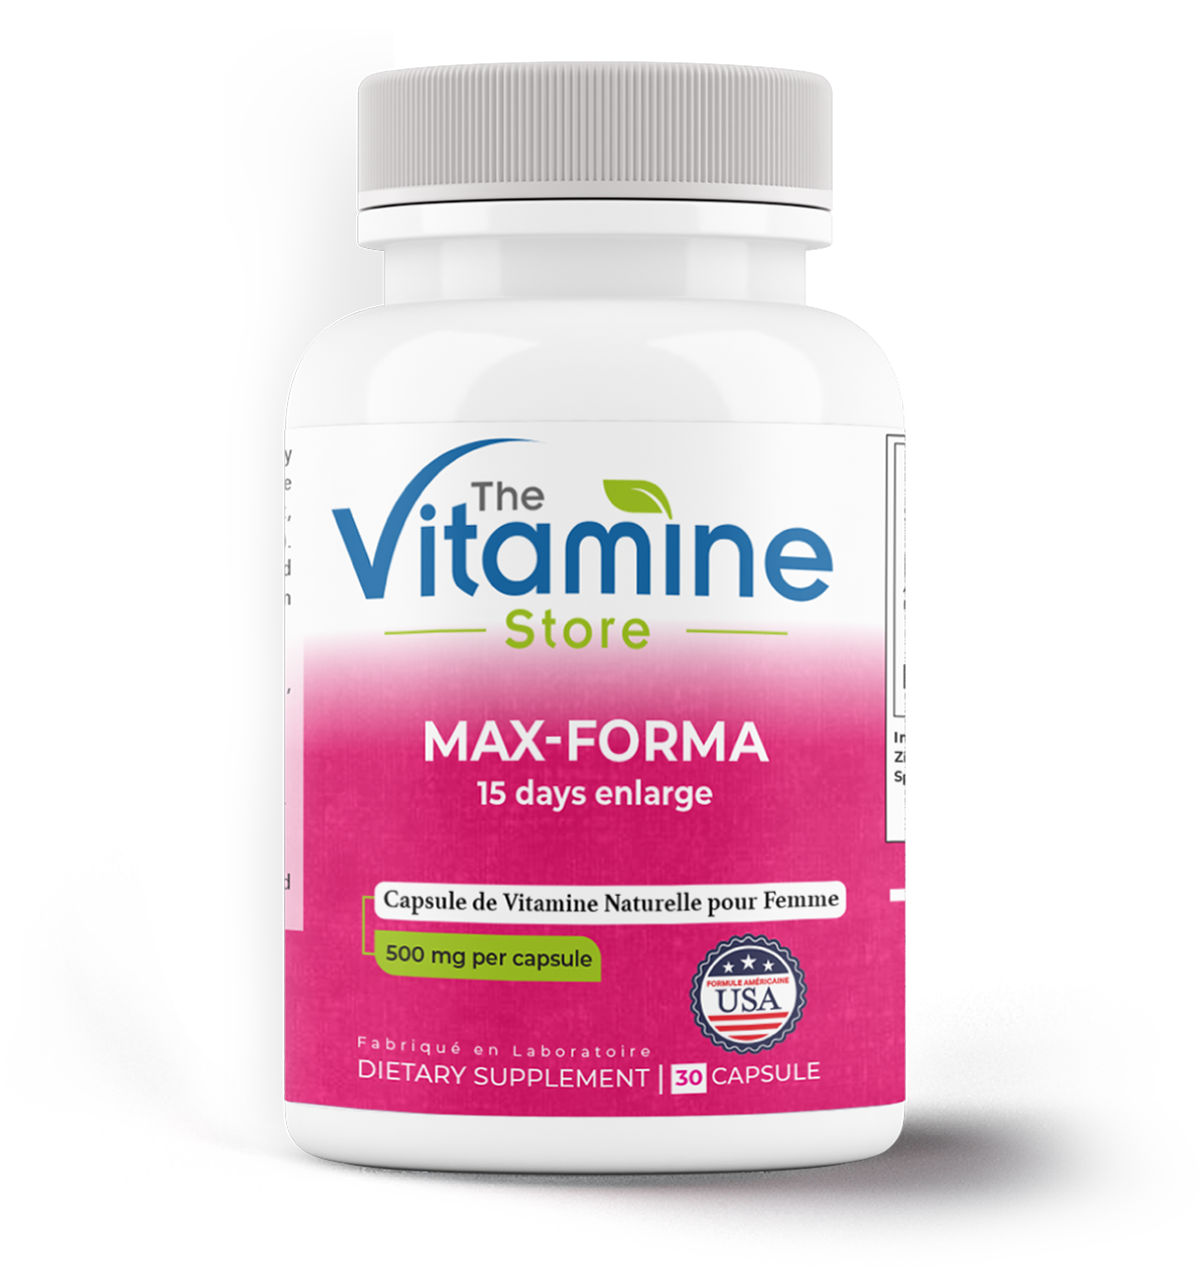 The
Vitamine
Store
MAX-FORMA
15 days enlarge
Capsule de Vitamine Naturelle pour Femme
500 mg per capsule
FORMULE AMÉRICAINE
USA
Fabriqué en Laboratoire
DIETARY SUPPLEMENT | 30 CAPSULE